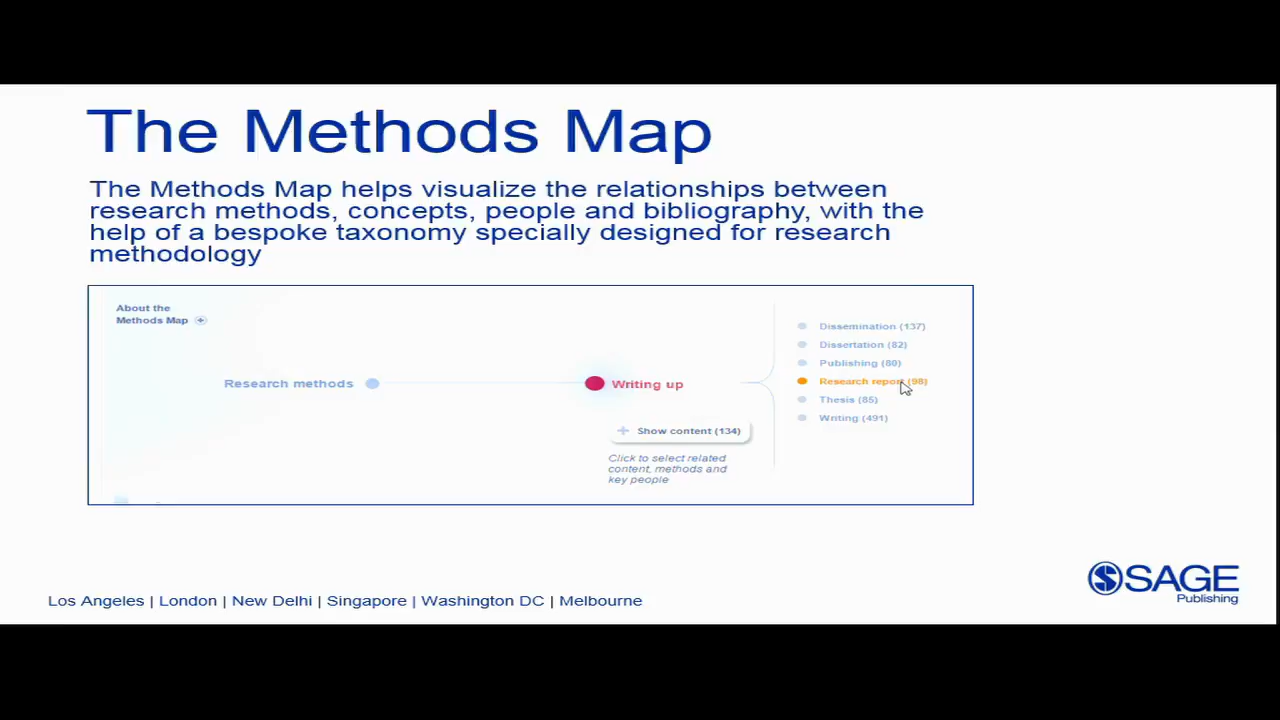 The Methods Map
The Methods Map helps visualize the relationships between
research methods, concepts, people and bibliography, with the
help of a bespoke taxonomy specially designed for research
methodology
About the
Methods Map
Research methods
Writing up
Show content (134)
Click to select related
content, methods and
key people
Dissemination (137)
Dissertation (82)
Publishing (80)
Research report (98)
Thesis (85)
Writing (491)
SAGE
Publishing
Los Angeles | London | New Delhi | Singapore | Washington DC | Melbourne